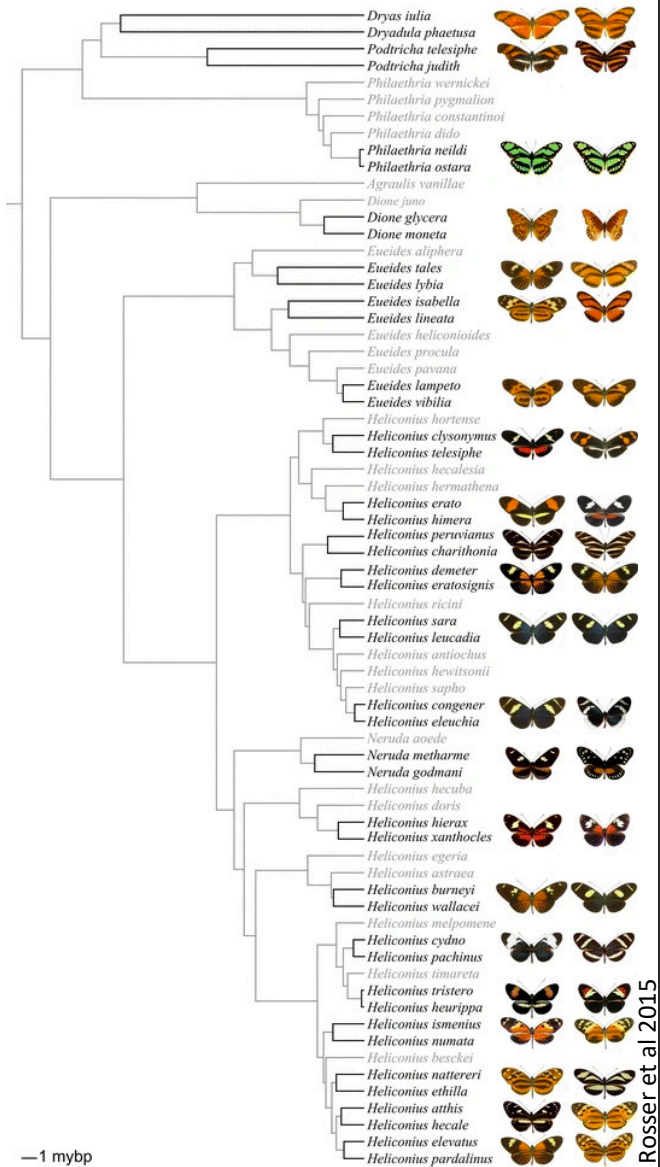 Dryas iulia
Dryadula phaetusa
Podtricha telesiphe
Podtricha judith
Philaethria wernickei
Philaethria pygmalion
Philaethria constantinoi
Philaethria dido
Philaethria neildi
Philaethria ostara
Agraulis vanillae
Dione juno
Dione glycera
Dione moneta
Eueides aliphera
Eueides tales
Eueides lybia
Eueides isabella
Eueides lineata
Eueides heliconioides
Eueides procula
Eueides pavana
Eueides lampeto
Eueides vibilia
Heliconius hortense
Heliconius clysonymus
Heliconius telesiphe
Heliconius hecalesia
Heliconius hermathena
Heliconius erato
Heliconius himera
Heliconius peruvianus
Heliconius charithonia
Heliconius demeter
Heliconius eratosignis
Heliconius ricini
Heliconius sara
Heliconius leucadia
Heliconius antiochus
Heliconius hewitsonii
Heliconius sapho
Heliconius congener
Heliconius eleuchia
Neruda aoede
Neruda metharme
Neruda godmani
Heliconius hecuba
Heliconius doris
Heliconius hierax
Heliconius xanthocles
Heliconius egeria
Heliconius astraea
Heliconius burneyi
Heliconius wallacei
Heliconius melpomene
Heliconius cydno
Heliconius pachinus
Heliconius timareta
Heliconius tristero
Heliconius heurippa
Heliconius ismenius
Heliconius numata
Heliconius besckei
Heliconius nattereri
Heliconius ethilla
Heliconius atthis
Heliconius hecale
Heliconius elevatus
Heliconius pardalinus
1 mybp
Rosser et al 2015